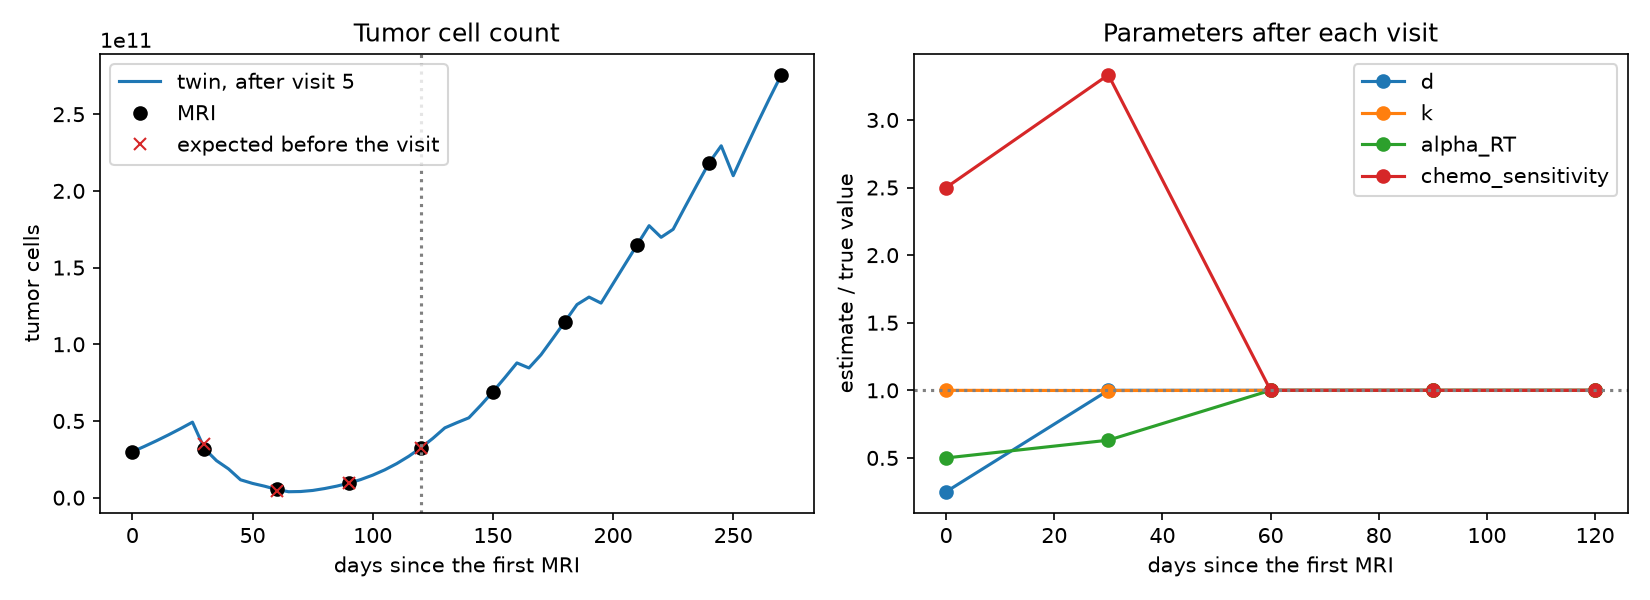 Tumor cell count
1e11
twin, after visit 5
MRI
expected before the visit
tumor cells
2.5
2.0
1.5
1.0
0.5
0.0
0 50 100 150 200 250
days since the first MRI
Parameters after each visit
d
k
alpha_RT
chemo_sensitivity
estimate / true value
3.0
2.5
2.0
1.5
1.0
0.5
0 20 40 60 80 100 120
days since the first MRI